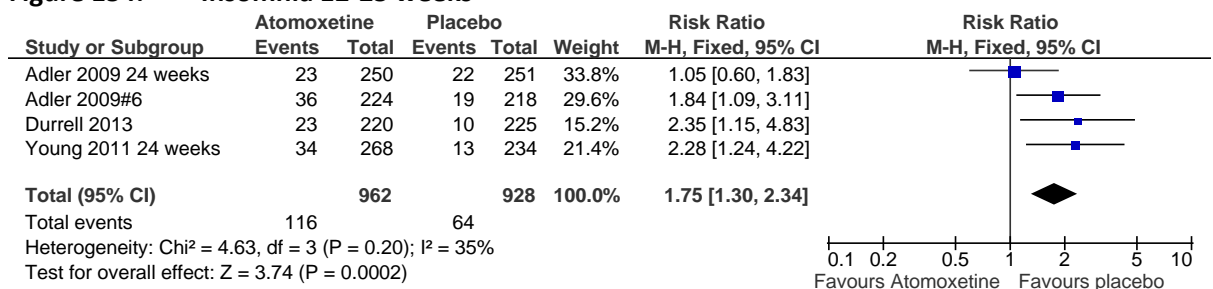 Atomoxetine Placebo Risk Ratio Risk Ratio
Study or Subgroup Events Total Events Total Weight M-H, Fixed, 95% CI M-H, Fixed, 95% CI
Adler 2009 24 weeks 23 250 22 251 33.8% 1.05 [0.60, 1.83]
Adler 2009#6 36 224 19 218 29.6% 1.84 [1.09, 3.11]
Durrell 2013 23 220 10 225 15.2% 2.35 [1.15, 4.83]
Young 2011 24 weeks 34 268 13 234 21.4% 2.28 [1.24, 4.22]
Total (95% CI) 962 928 100.0% 1.75 [1.30, 2.34]
Total events 116 64
Heterogeneity: Chi² = 4.63, df = 3 (P = 0.20); I² = 35%
Test for overall effect: Z = 3.74 (P = 0.0002)
0.1 0.2 0.5 1 2 5 10
Favours Atomoxetine Favours placebo